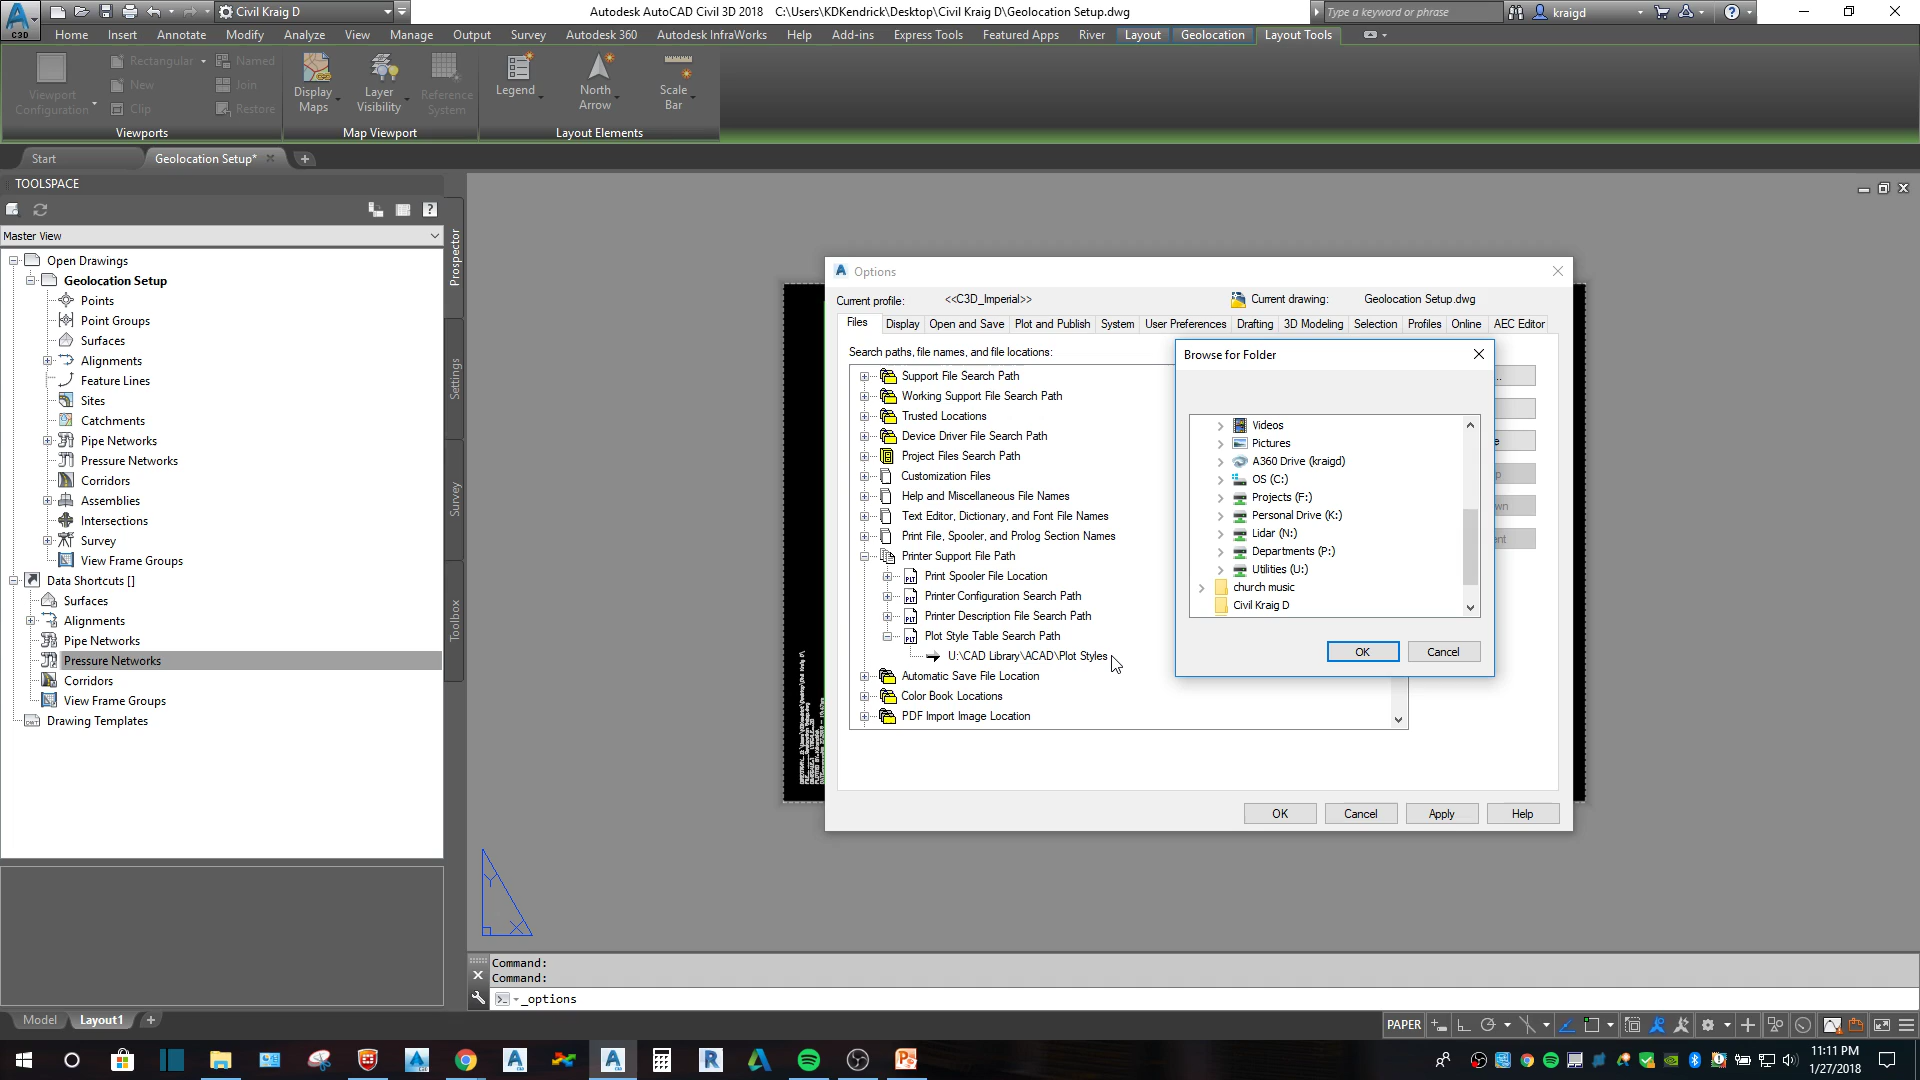 Civil Kraig D
Autodesk AutoCAD Civil 3D 2018 C:\Users\KDKendrick\Desktop\Civil Kraig D\Geolocation Setup.dwg
Type a keyword or phrase
kraigd
C3D
Home Insert Annotate Modify Analyze View Manage Output Survey Autodesk 360 Autodesk InfraWorks Help Add-ins Express Tools Featured Apps River Layout Geolocation Layout Tools
Viewport Configuration
Rectangular
New
Clip
Named
Join
Restore
Viewports
Display Maps
Layer Visibility
Reference System
Map Viewport
Legend
North Arrow
Scale Bar
Layout Elements
Start
Geolocation Setup*
TOOLSPACE
Master View
Open Drawings
Geolocation Setup
Points
Point Groups
Surfaces
Alignments
Feature Lines
Sites
Catchments
Pipe Networks
Pressure Networks
Corridors
Assemblies
Intersections
Survey
View Frame Groups
Data Shortcuts []
Surfaces
Alignments
Pipe Networks
Pressure Networks
Corridors
View Frame Groups
Drawing Templates
Prospector
Settings
Survey
Toolbox
Options
Current profile: <<C3D_Imperial>>
Current drawing: Geolocation Setup.dwg
Files Display Open and Save Plot and Publish System User Preferences Drafting 3D Modeling Selection Profiles Online AEC Editor
Search paths, file names, and file locations:
Support File Search Path
Working Support File Search Path
Trusted Locations
Device Driver File Search Path
Project Files Search Path
Customization Files
Help and Miscellaneous File Names
Text Editor, Dictionary, and Font File Names
Print File, Spooler, and Prolog Section Names
Printer Support File Path
Print Spooler File Location
Printer Configuration Search Path
Printer Description File Search Path
Plot Style Table Search Path
U:\CAD Library\ACAD\Plot Styles
Automatic Save File Location
Color Book Locations
PDF Import Image Location
OK
Cancel
Apply
Help
Browse for Folder
Videos
Pictures
A360 Drive (kraigd)
OS (C:)
Projects (F:)
Personal Drive (K:)
Lidar (N:)
Departments (P:)
Utilities (U:)
church music
Civil Kraig D
OK
Cancel
Y
X
Command:
Command:
_options
Model
Layout1
PAPER
11:11 PM
1/27/2018